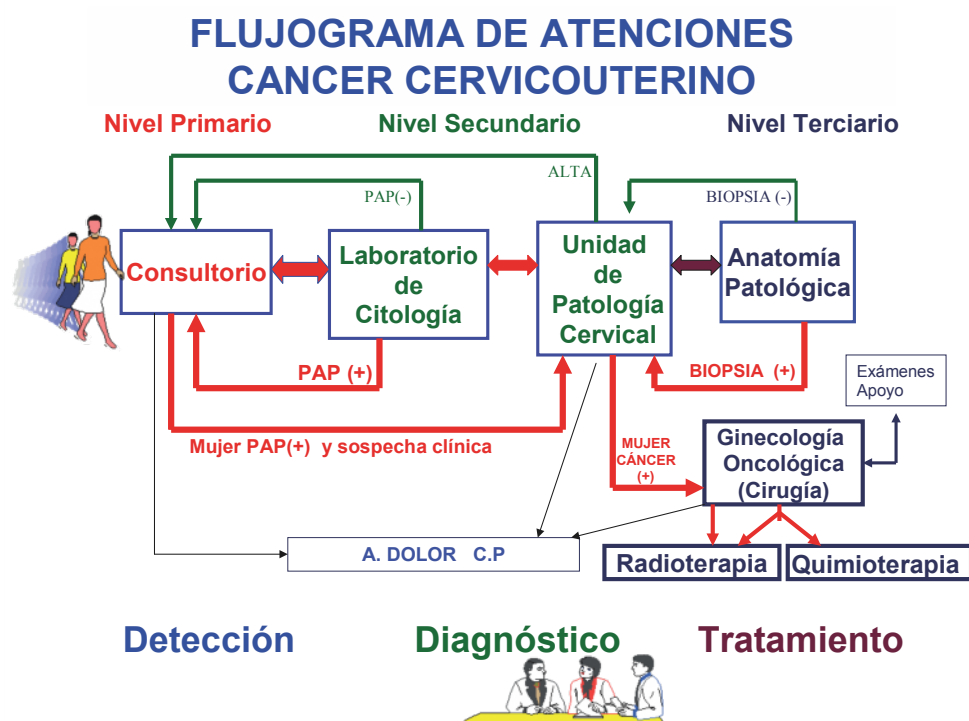 FLUJOGRAMA DE ATENCIONES
CANCER CERVICOUTERINO
Nivel Primario
Nivel Secundario
Nivel Terciario
ALTA
PAP(-)
BIOPSIA (-)
Consultorio
Laboratorio
de
Citología
Unidad
de
Patología
Cervical
Anatomía
Patológica
PAP (+)
BIOPSIA (+)
Exámenes
Apoyo
Mujer PAP(+) y sospecha clínica
MUJER
CÁNCER
(+)
Ginecología
Oncológica
(Cirugía)
A. DOLOR C.P
Radioterapia
Quimioterapia
Detección
Diagnóstico
Tratamiento